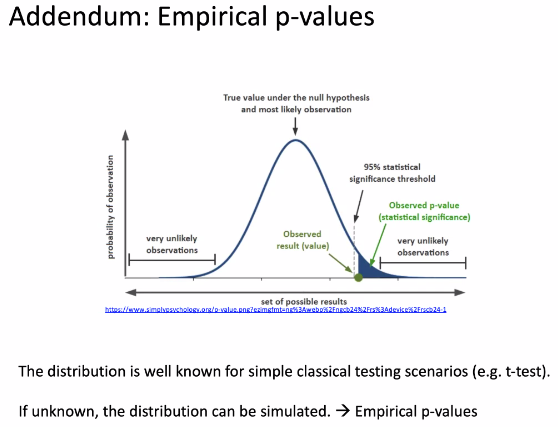 Addendum: Empirical p-values
True value under the null hypothesis
and most likely observation
95% statistical
significance threshold
Observed p-value
(statistical significance)
probability of observation
very unlikely
observations
Observed
result (value)
very unlikely
observations
set of possible results
https://www.simplypsychology.org/p-value.png?ezimgfmt=ng%3Awebp%2Fngcb24%2Frs%3Adevice%2Frscb24-1
The distribution is well known for simple classical testing scenarios (e.g. t-test).
If unknown, the distribution can be simulated. → Empirical p-values